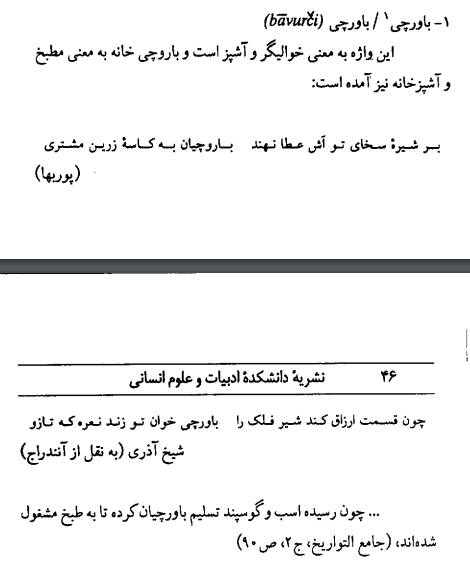 ۱- باورچی۱ / باورچی (bāvurči)
این واژه به معنی خوالیگر و آشپز است و باروچی خانه به معنی مطبخ
و آشپزخانه نیز آمده است:
بر شیرهٔ سخای تو آش عطا نهند باروچیان به کاسهٔ زرین مشتری
(پوربها)
۴۶ نشریهٔ دانشکدهٔ ادبیات و علوم انسانی
چون قسمت ارزاق کند شیر فلک را باورچی خوان تو زند نعره که تازو
شیخ آذری (به نقل از آنندراج)
... چون رسیده اسب و گوسپند تسلیم باورچیان کرده تا به طبخ مشغول
شده‌اند، (جامع التواریخ، ج۲، ص۹۰)